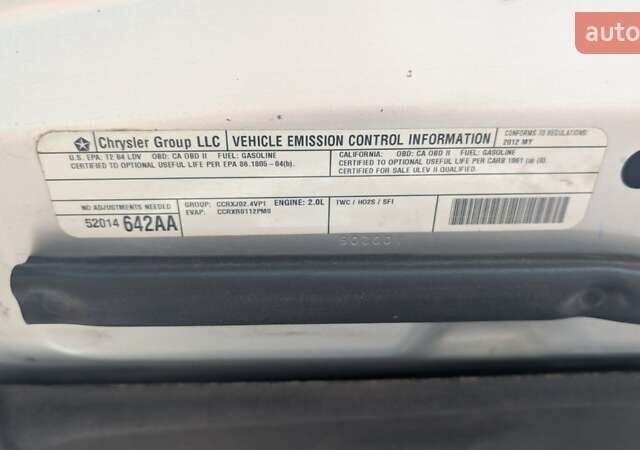 auto
Chrysler Group LLC VEHICLE EMISSION CONTROL INFORMATION CONFORMS TO REGULATIONS:
2012 MY
U.S. EPA: T2 B4 LDV OBD: CA OBD II FUEL: GASOLINE
CERTIFIED TO OPTIONAL USEFUL LIFE PER EPA 86.1805-04(b).
CALIFORNIA: OBD: CA OBD II FUEL: GASOLINE
CERTIFIED TO OPTIONAL USEFUL LIFE PER CARB 1961 (a) (8).
CERTIFIED FOR SALE ULEV II QUALIFIED.
NO ADJUSTMENTS NEEDED
52014 642AA
GROUP: CCRXJ02.4VP1 ENGINE: 2.0L
EVAP: CCRXR0112PM0
TWC / HO2S / SFI